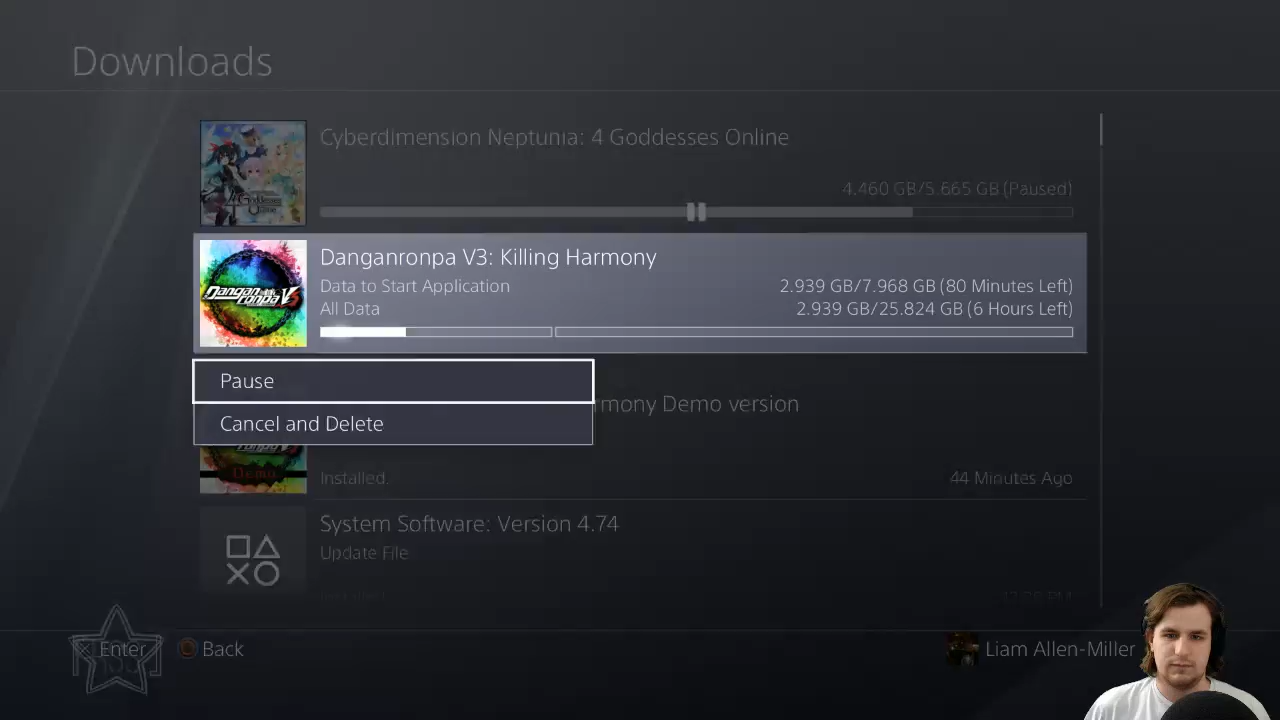 Downloads
Cyberdimension Neptunia: 4 Goddesses Online
4.460 GB/5.665 GB (Paused)
Danganronpa V3: Killing Harmony
Data to Start Application
2.939 GB/7.968 GB (80 Minutes Left)
All Data
2.939 GB/25.824 GB (6 Hours Left)
Pause
rmony Demo version
Cancel and Delete
DEMO
Installed.
44 Minutes Ago
System Software: Version 4.74
Update File
Enter
Back
Liam Allen-Miller